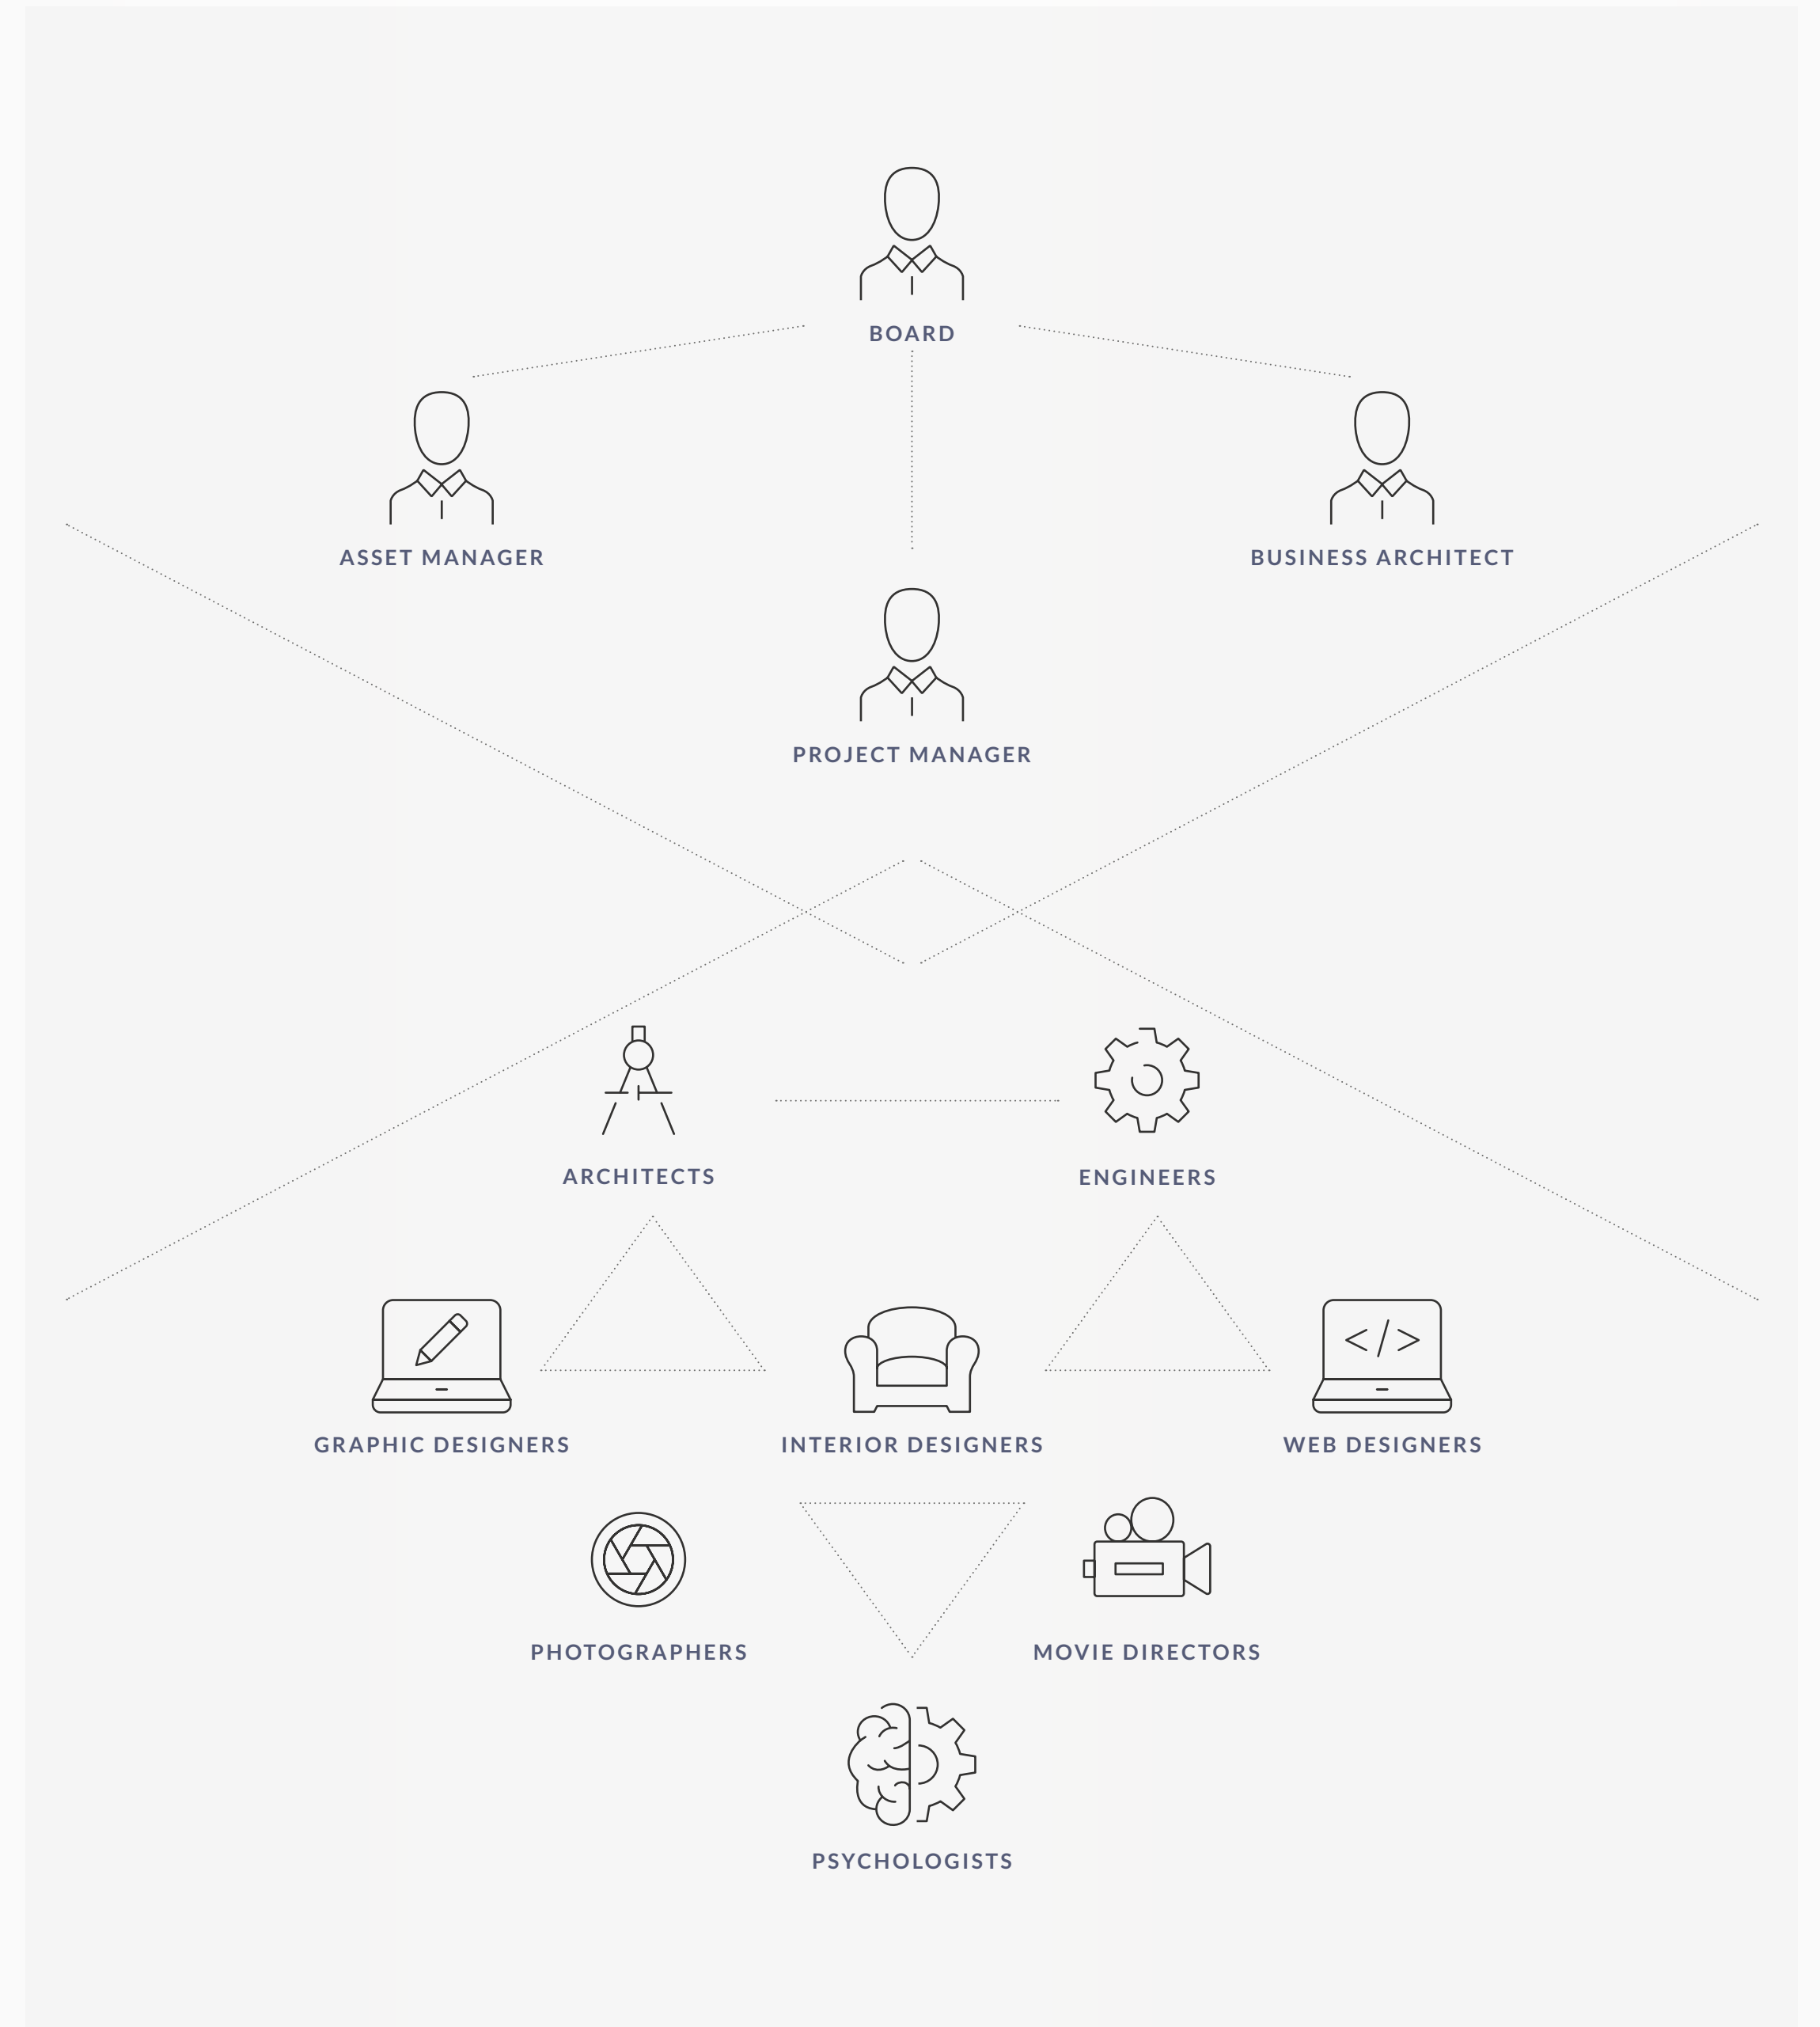 BOARD
ASSET MANAGER
BUSINESS ARCHITECT
PROJECT MANAGER
ARCHITECTS
ENGINEERS
GRAPHIC DESIGNERS
INTERIOR DESIGNERS
WEB DESIGNERS
PHOTOGRAPHERS
MOVIE DIRECTORS
PSYCHOLOGISTS